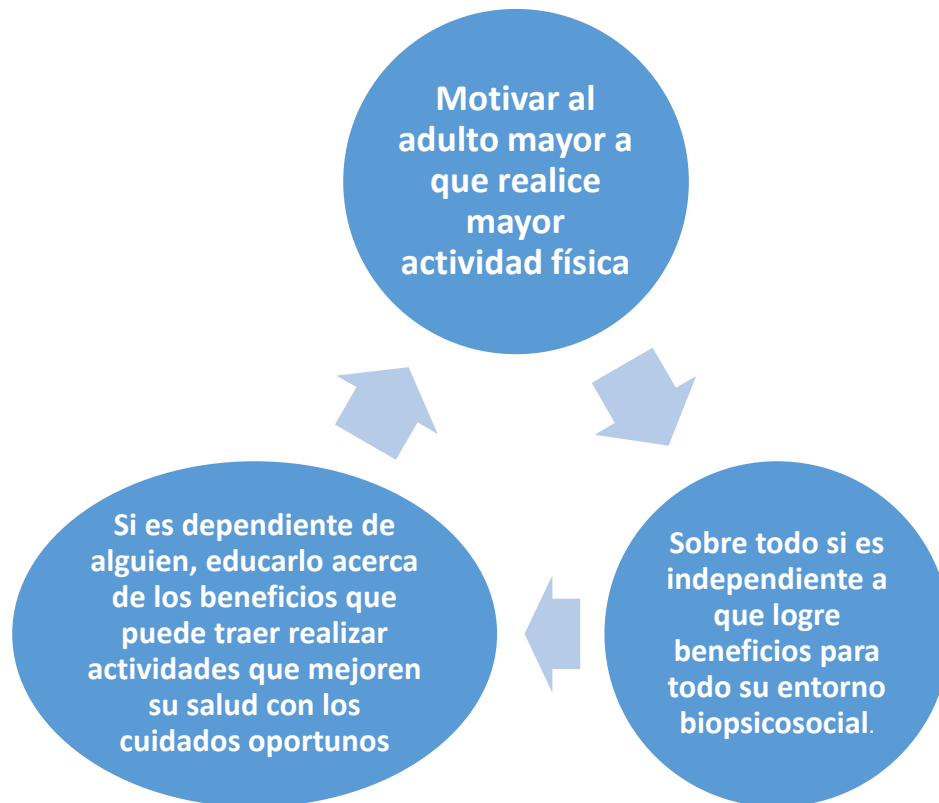 Motivar al
adulto mayor a
que realice
mayor
actividad física
Sobre todo si es
independiente a
que logre
beneficios para
todo su entorno
biopsicosocial.
Si es dependiente de
alguien, educarlo acerca
de los beneficios que
puede traer realizar
actividades que mejoren
su salud con los
cuidados oportunos